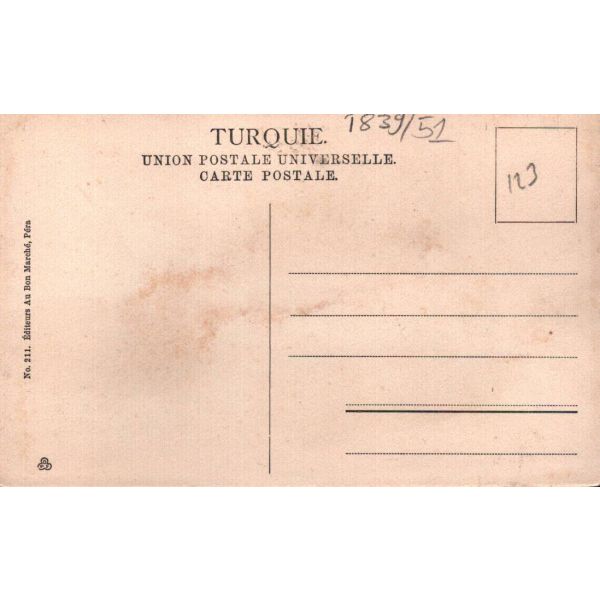 1839/51
TURQUIE.
UNION POSTALE UNIVERSELLE.
CARTE POSTALE.
123
No. 211. Éditeurs Au Bon Marché, Péra